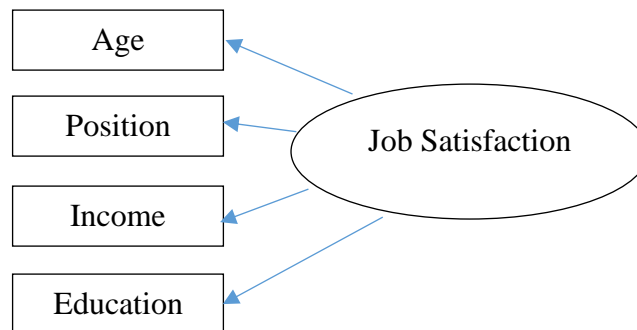 Age
Position
Job Satisfaction
Income
Education